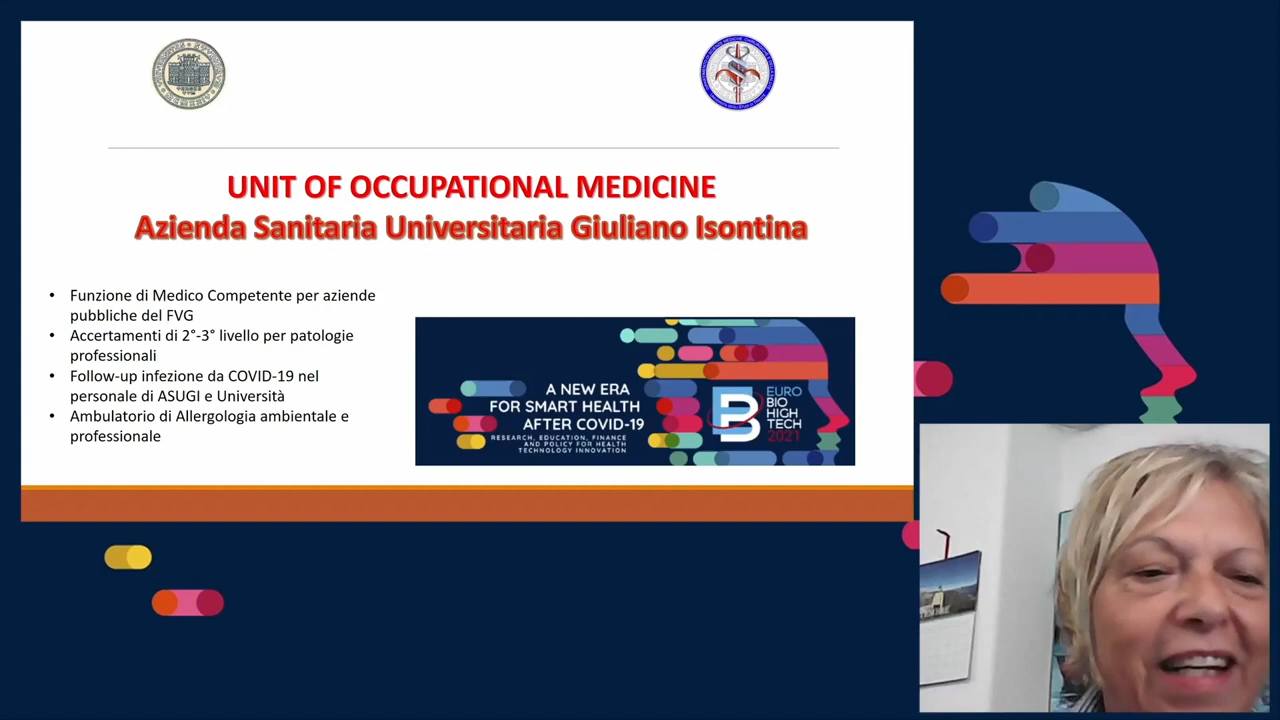 UNIT OF OCCUPATIONAL MEDICINE
Azienda Sanitaria Universitaria Giuliano Isontina
• Funzione di Medico Competente per aziende
pubbliche del FVG
• Accertamenti di 2°-3° livello per patologie
professionali
• Follow-up infezione da COVID-19 nel
personale di ASUGI e Università
• Ambulatorio di Allergologia ambientale e
professionale
A NEW ERA
FOR SMART HEALTH
AFTER COVID-19
RESEARCH, EDUCATION, FINANCE
AND POLICY FOR HEALTH
TECHNOLOGY INNOVATION
EURO
BIO
HIGH
TECH
2021